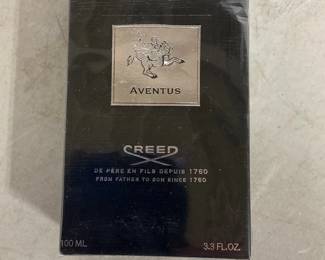 AVENTUS
CREED
DE PÈRE EN FILS DEPUIS 1760
FROM FATHER TO SON SINCE 1760
100 ML 3.3 FL.OZ.